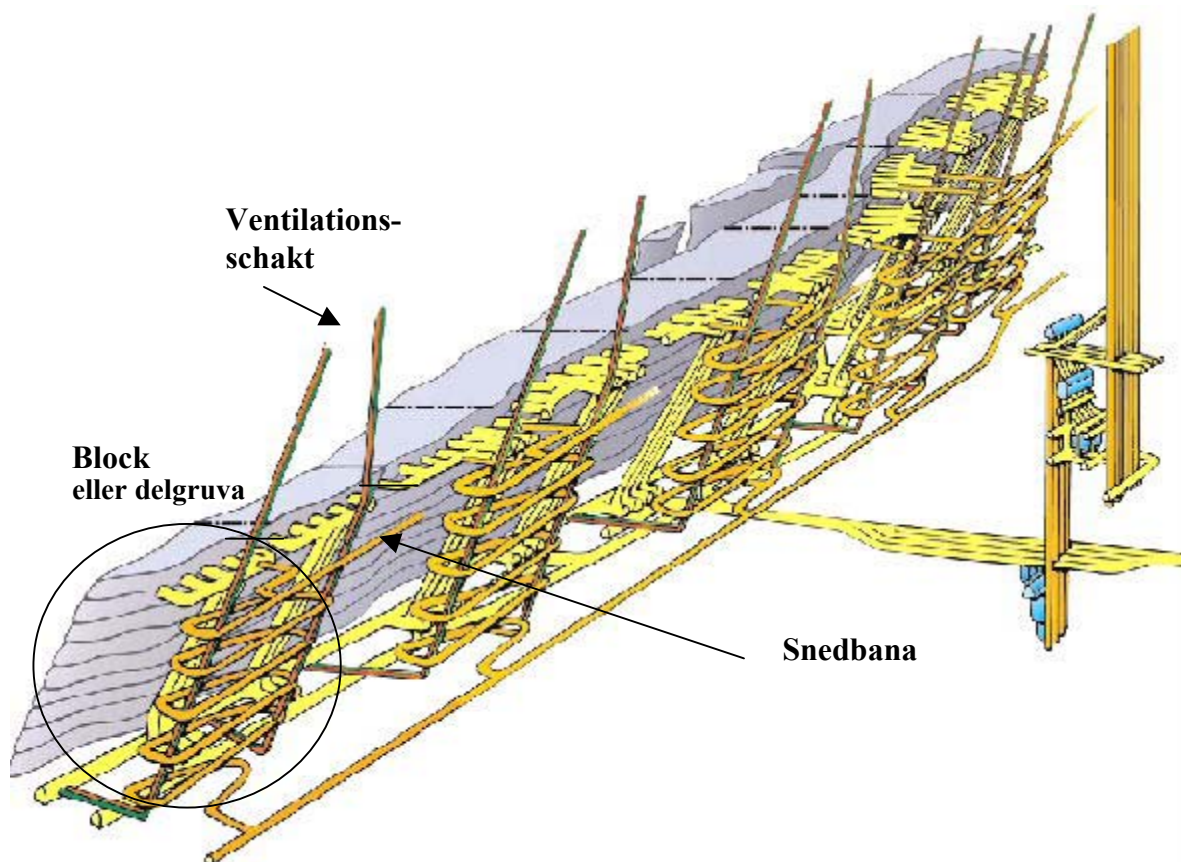 Ventilations-
schakt
Block
eller delgruva
Snedbana